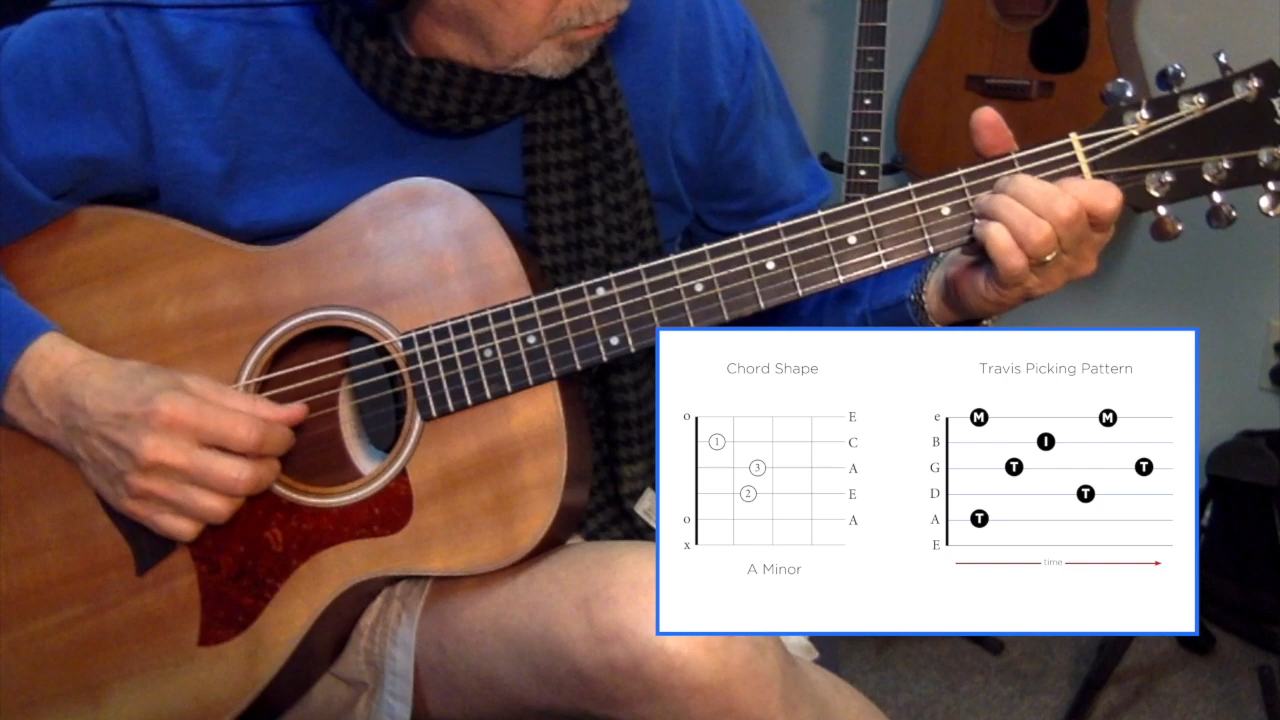 Chord Shape
o E
1 C
3 A
2 E
o A
x
A Minor
Travis Picking Pattern
e M M
B I
G T T
D T
A T
E
time